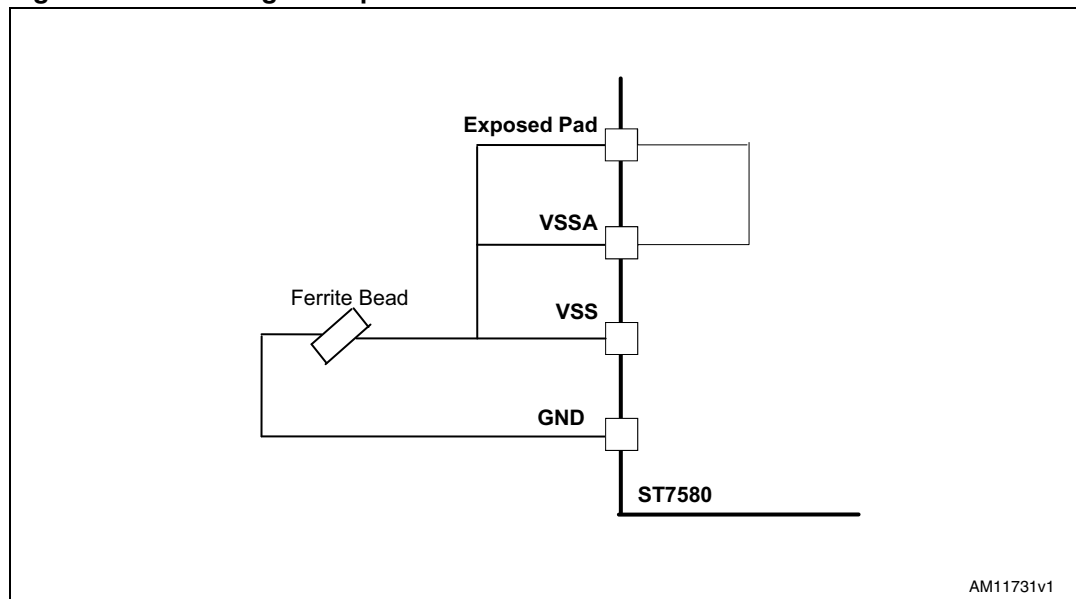 Exposed Pad
VSSA
Ferrite Bead
VSS
GND
ST7580
AM11731v1